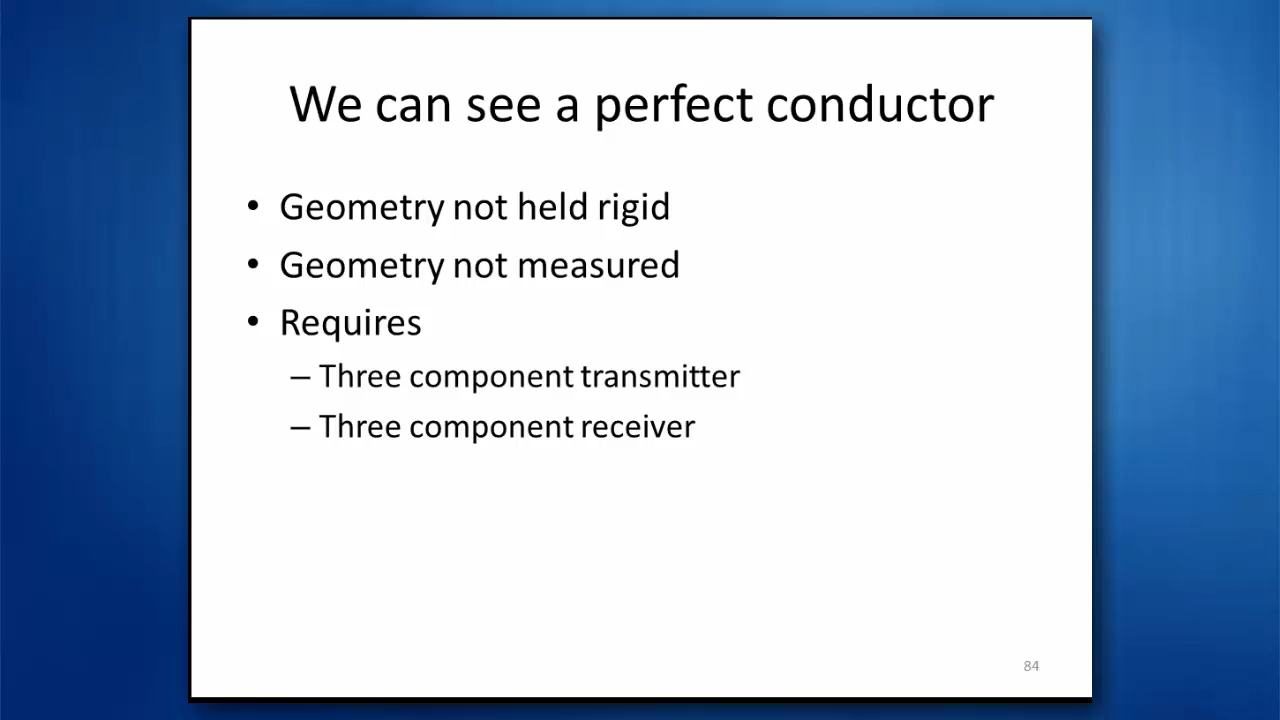 We can see a perfect conductor
• Geometry not held rigid
• Geometry not measured
• Requires
– Three component transmitter
– Three component receiver
84